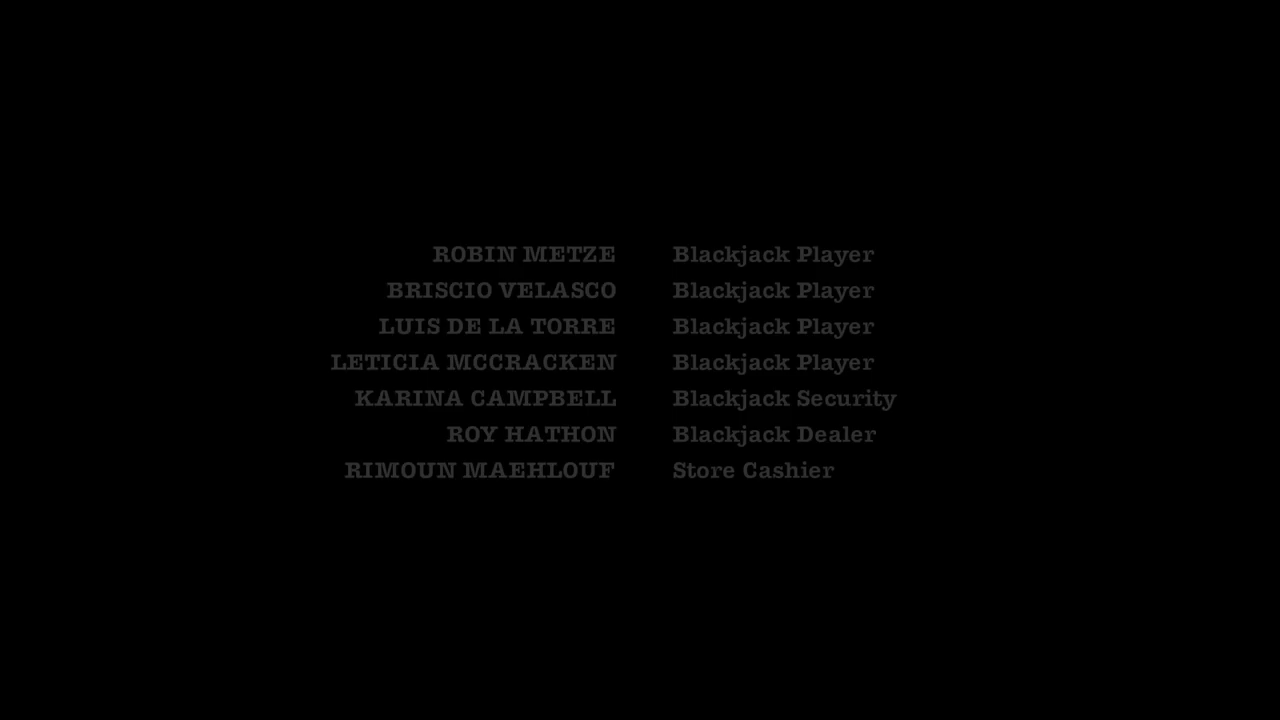 ROBIN METZE Blackjack Player
BRISCIO VELASCO Blackjack Player
LUIS DE LA TORRE Blackjack Player
LETICIA MCCRACKEN Blackjack Player
KARINA CAMPBELL Blackjack Security
ROY HATHON Blackjack Dealer
RIMOUN MAEHLOUF Store Cashier